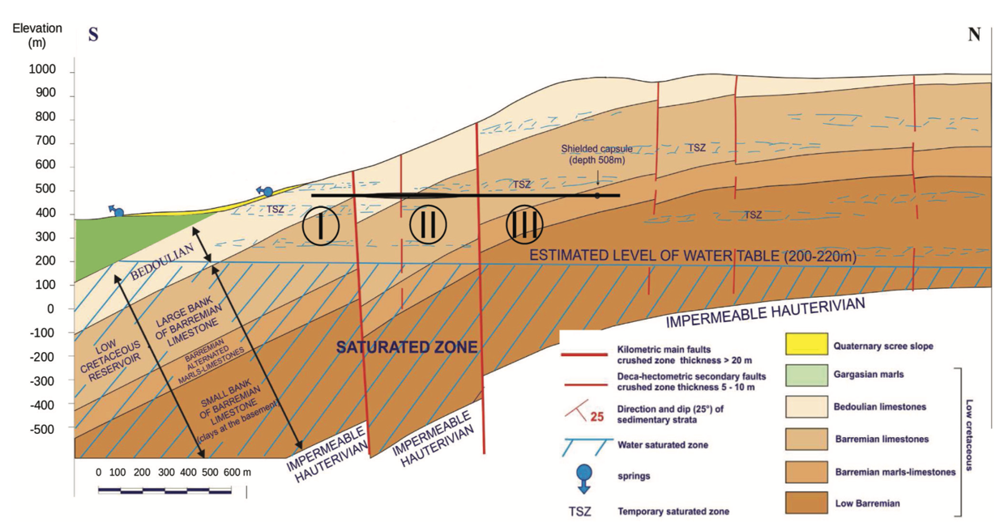 Elevation
(m)
S
N
1000
900
800
700
600
500
400
300
200
100
0
-100
-200
-300
-400
-500
Shielded capsule
(depth 508m)
TSZ
TSZ
TSZ
TSZ
I
II
III
BEDOULIAN
ESTIMATED LEVEL OF WATER TABLE (200-220m)
LOW
CRETACEOUS
RESERVOIR
LARGE BANK
OF BARREMIAN
LIMESTONE
BARREMIAN
ALTERNATED
MARLS-LIMESTONES
SMALL BANK
OF BARREMIAN
LIMESTONE
(clays at the basement)
SATURATED ZONE
IMPERMEABLE
HAUTERIVIAN
IMPERMEABLE
HAUTERIVIAN
IMPERMEABLE HAUTERIVIAN
0 100 200 300 400 500 600 m
Kilometric main faults
crushed zone thickness > 20 m
Deca-hectometric secondary faults
crushed zone thickness 5 - 10 m
25
Direction and dip (25°) of
sedimentary strata
Water saturated zone
springs
TSZ
Temporary saturated zone
Quaternary scree slope
Gargasian marls
Bedoulian limestones
Barremian limestones
Barremian marls-limestones
Low Barremian
Low cretaceous